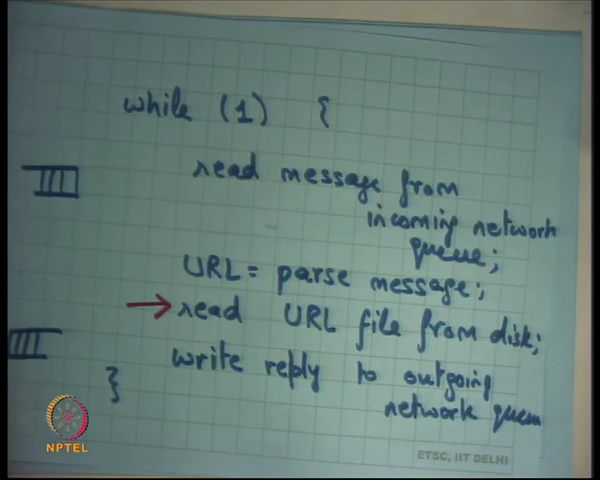 while (1) {
read message from
incoming network
queue;
URL = parse message;
read URL file from disk;
write reply to outgoing
network queue
}
NPTEL
ETSC, IIT DELHI